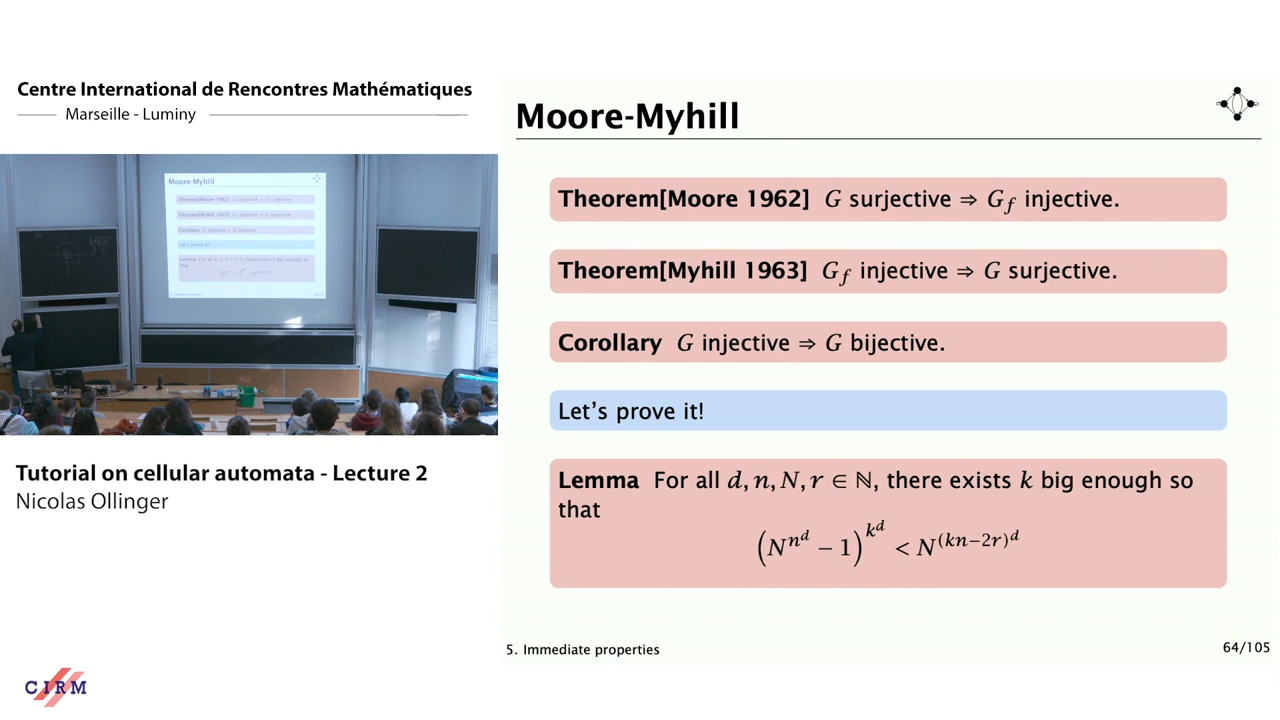 Centre International de Rencontres Mathématiques
Marseille - Luminy
Moore-Myhill
Theorem[Moore 1962] G surjective ⇒ G_f injective.
Theorem[Myhill 1963] G_f injective ⇒ G surjective.
Corollary G injective ⇒ G bijective.
Let's prove it!
Lemma For all d, n, N, r ∈ ℕ, there exists k big enough so
that
(N^{n^d} − 1)^{k^d} < N^{(kn−2r)^d}
5. Immediate properties
64/105
Tutorial on cellular automata - Lecture 2
Nicolas Ollinger
CIRM